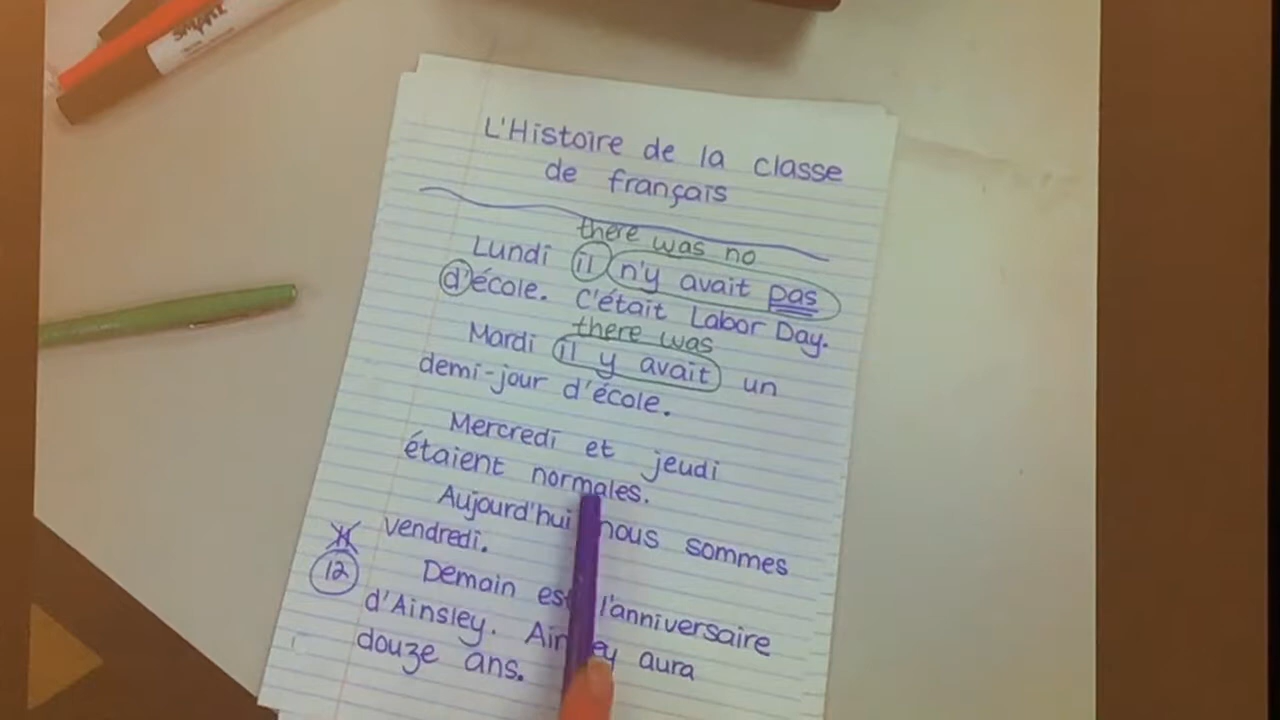 SMART
L'Histoire de la classe
de français
there was no
Lundi il n'y avait pas
d'école. C'était Labor Day.
there was
Mardi il y avait un
demi-jour d'école.
Mercredi et jeudi
étaient normales.
Aujourd'hui nous sommes
vendredi.
12
Demain est l'anniversaire
d'Ainsley. Ainsley aura
douze ans.